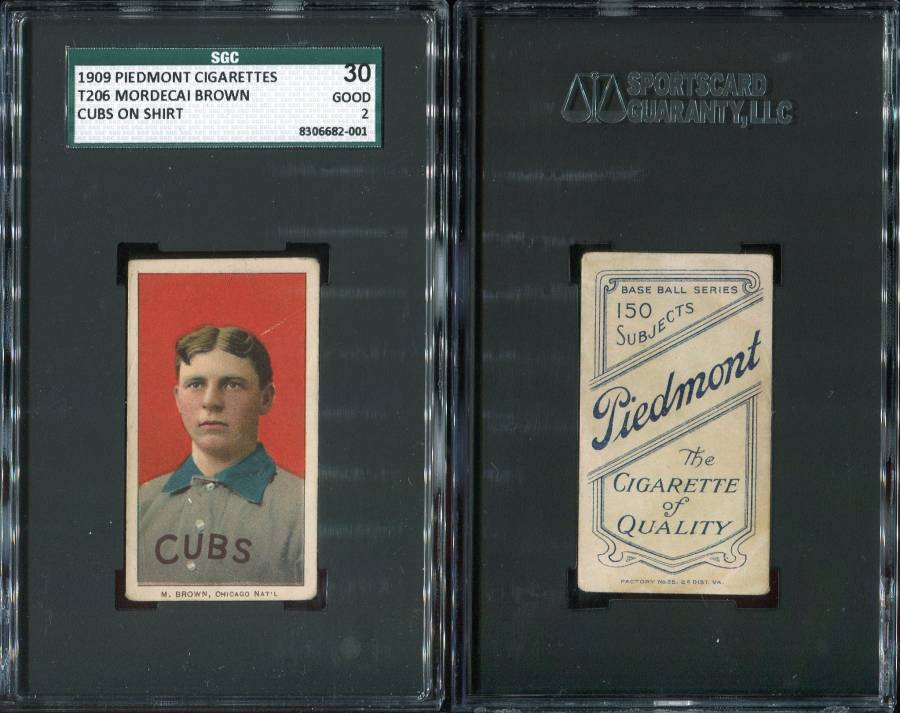 SGC
1909 PIEDMONT CIGARETTES
30
T206 MORDECAI BROWN
GOOD
CUBS ON SHIRT
2
8306682-001
CUBS
M. BROWN, CHICAGO NAT'L
SPORTSCARD
GUARANTY, LLC
BASE BALL SERIES
150
SUBJECTS
Piedmont
The
CIGARETTE
of
QUALITY
FACTORY No. 25, 2d DIST. VA.